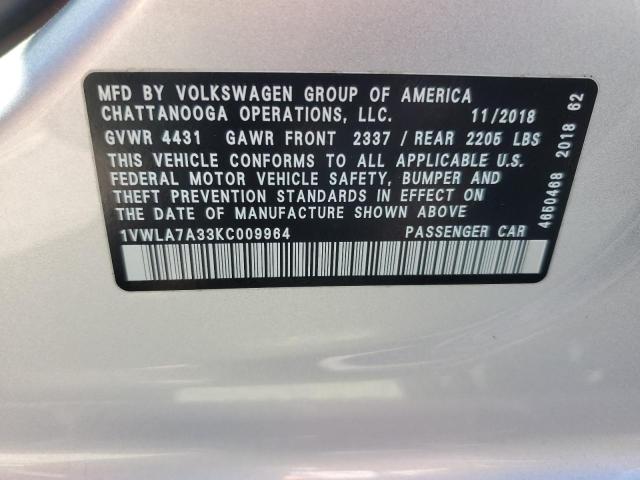 MFD BY VOLKSWAGEN GROUP OF AMERICA
CHATTANOOGA OPERATIONS, LLC. 11/2018
GVWR 4431 GAWR FRONT 2337 / REAR 2205 LBS
THIS VEHICLE CONFORMS TO ALL APPLICABLE U.S.
FEDERAL MOTOR VEHICLE SAFETY, BUMPER AND
THEFT PREVENTION STANDARDS IN EFFECT ON
THE DATE OF MANUFACTURE SHOWN ABOVE.
1VWLA7A33KC009964 PASSENGER CAR
4660468 2018 62